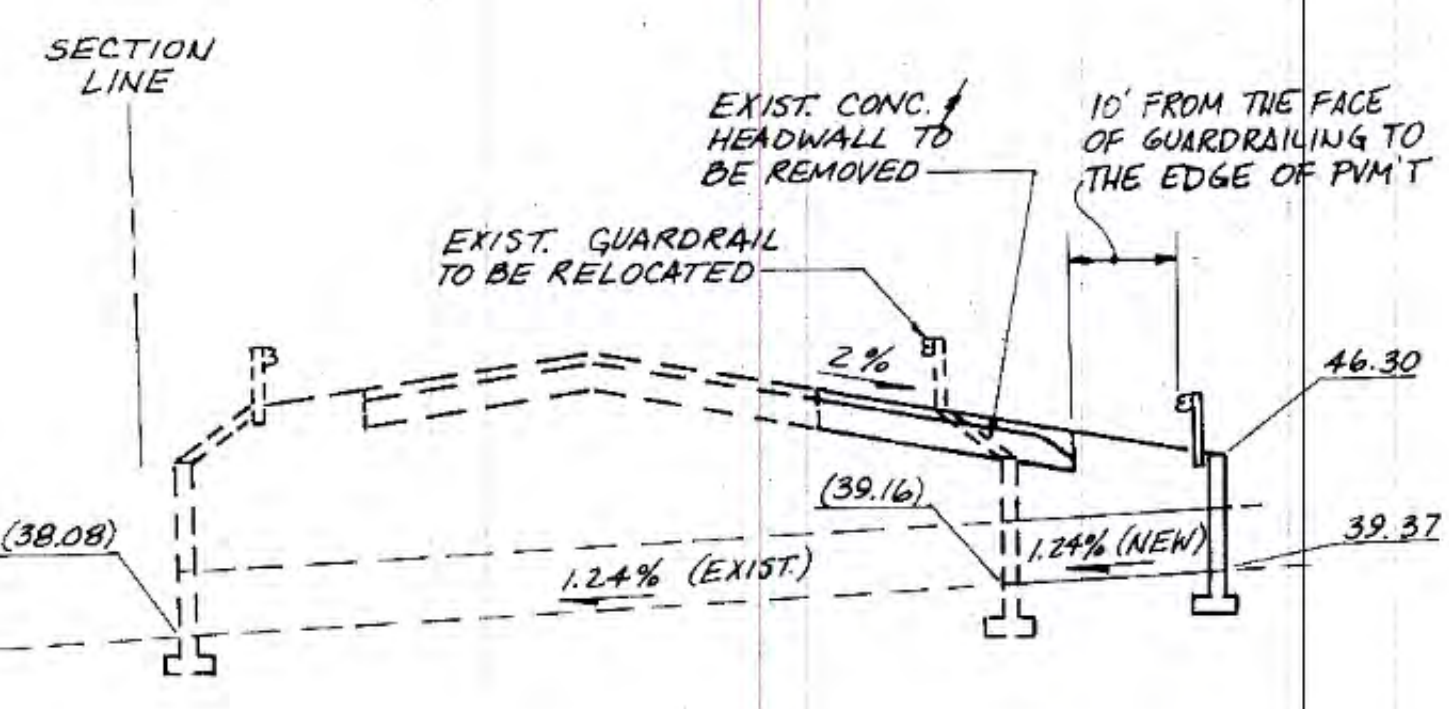 SECTION
LINE
EXIST. CONC.
HEADWALL TO
BE REMOVED
10' FROM THE FACE
OF GUARDRAILING TO
THE EDGE OF PVM'T
EXIST. GUARDRAIL
TO BE RELOCATED
2%
46.30
(39.16)
(38.08)
1.24% (EXIST.)
1.24% (NEW)
39.37